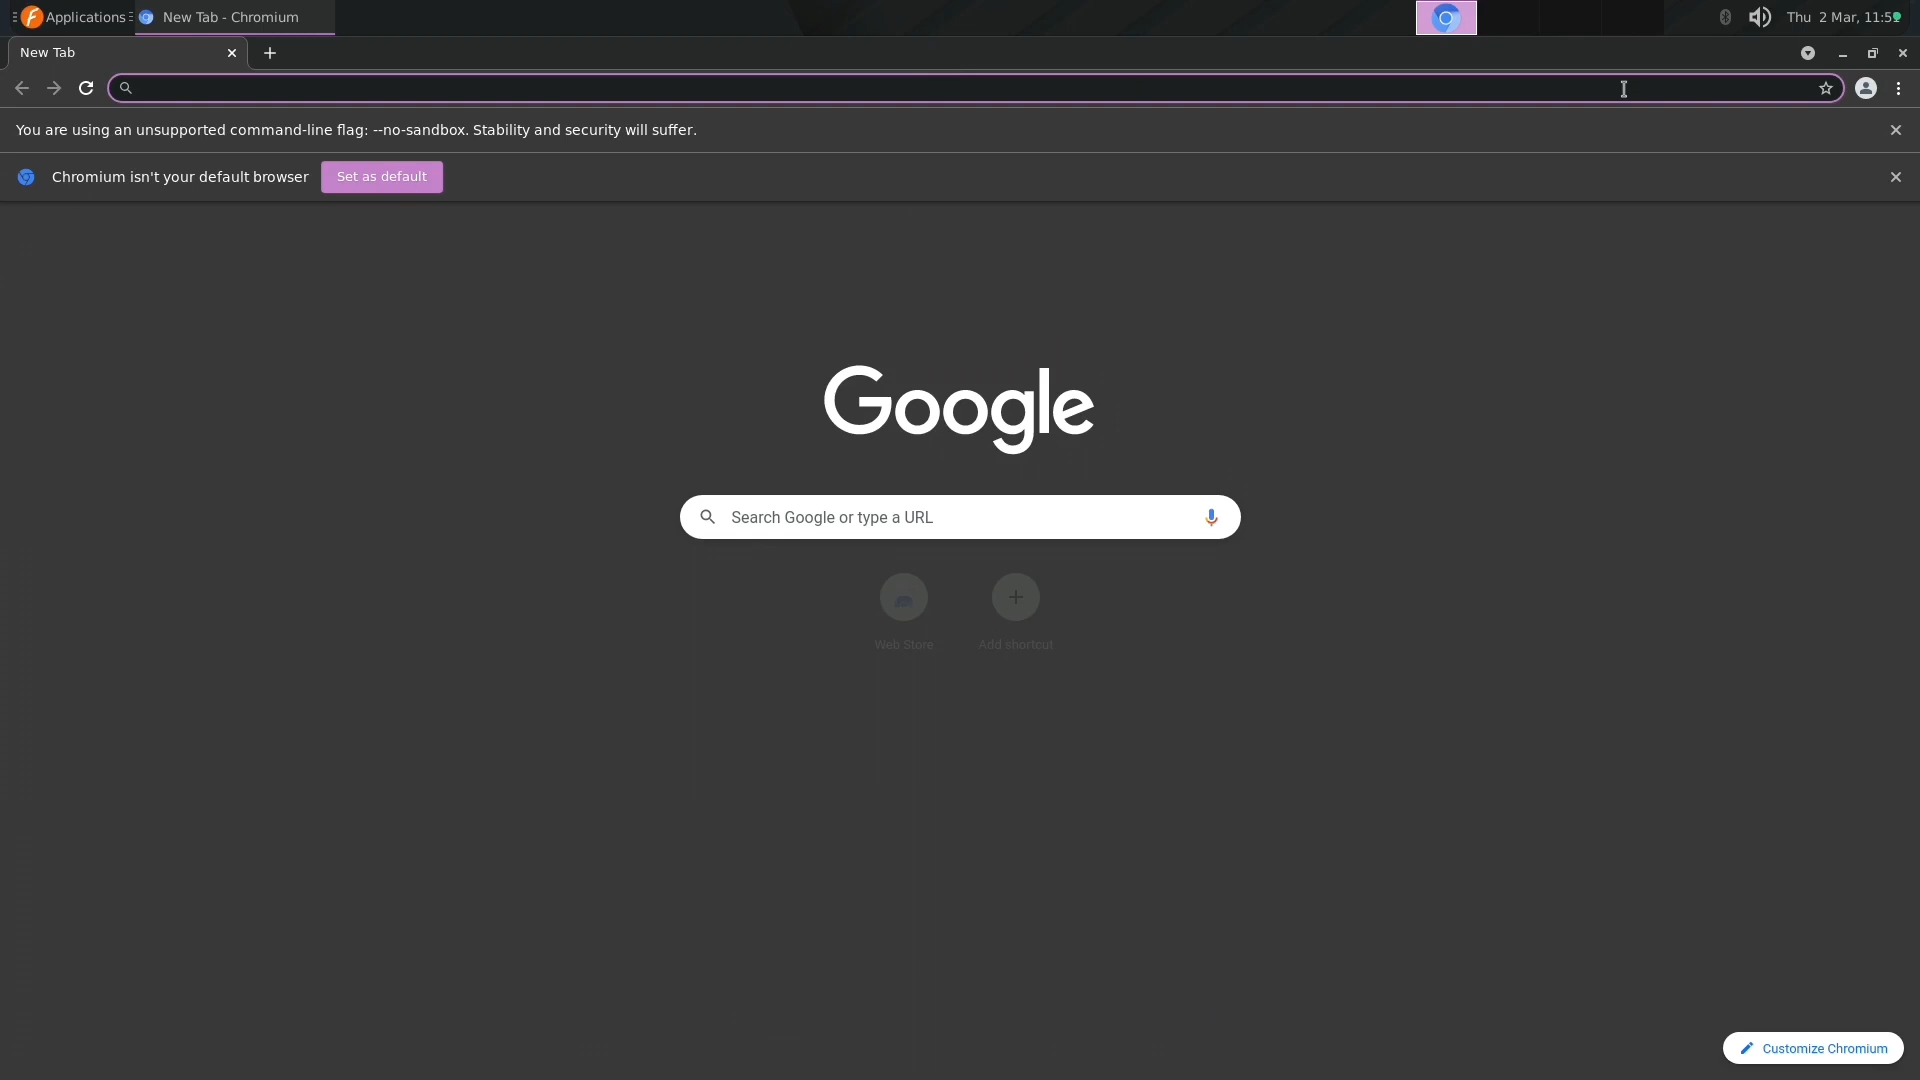 Applications
New Tab - Chromium
Thu 2 Mar, 11:5
New Tab
You are using an unsupported command-line flag: --no-sandbox. Stability and security will suffer.
Chromium isn't your default browser
Set as default
Google
Search Google or type a URL
Web Store
Add shortcut
Customize Chromium